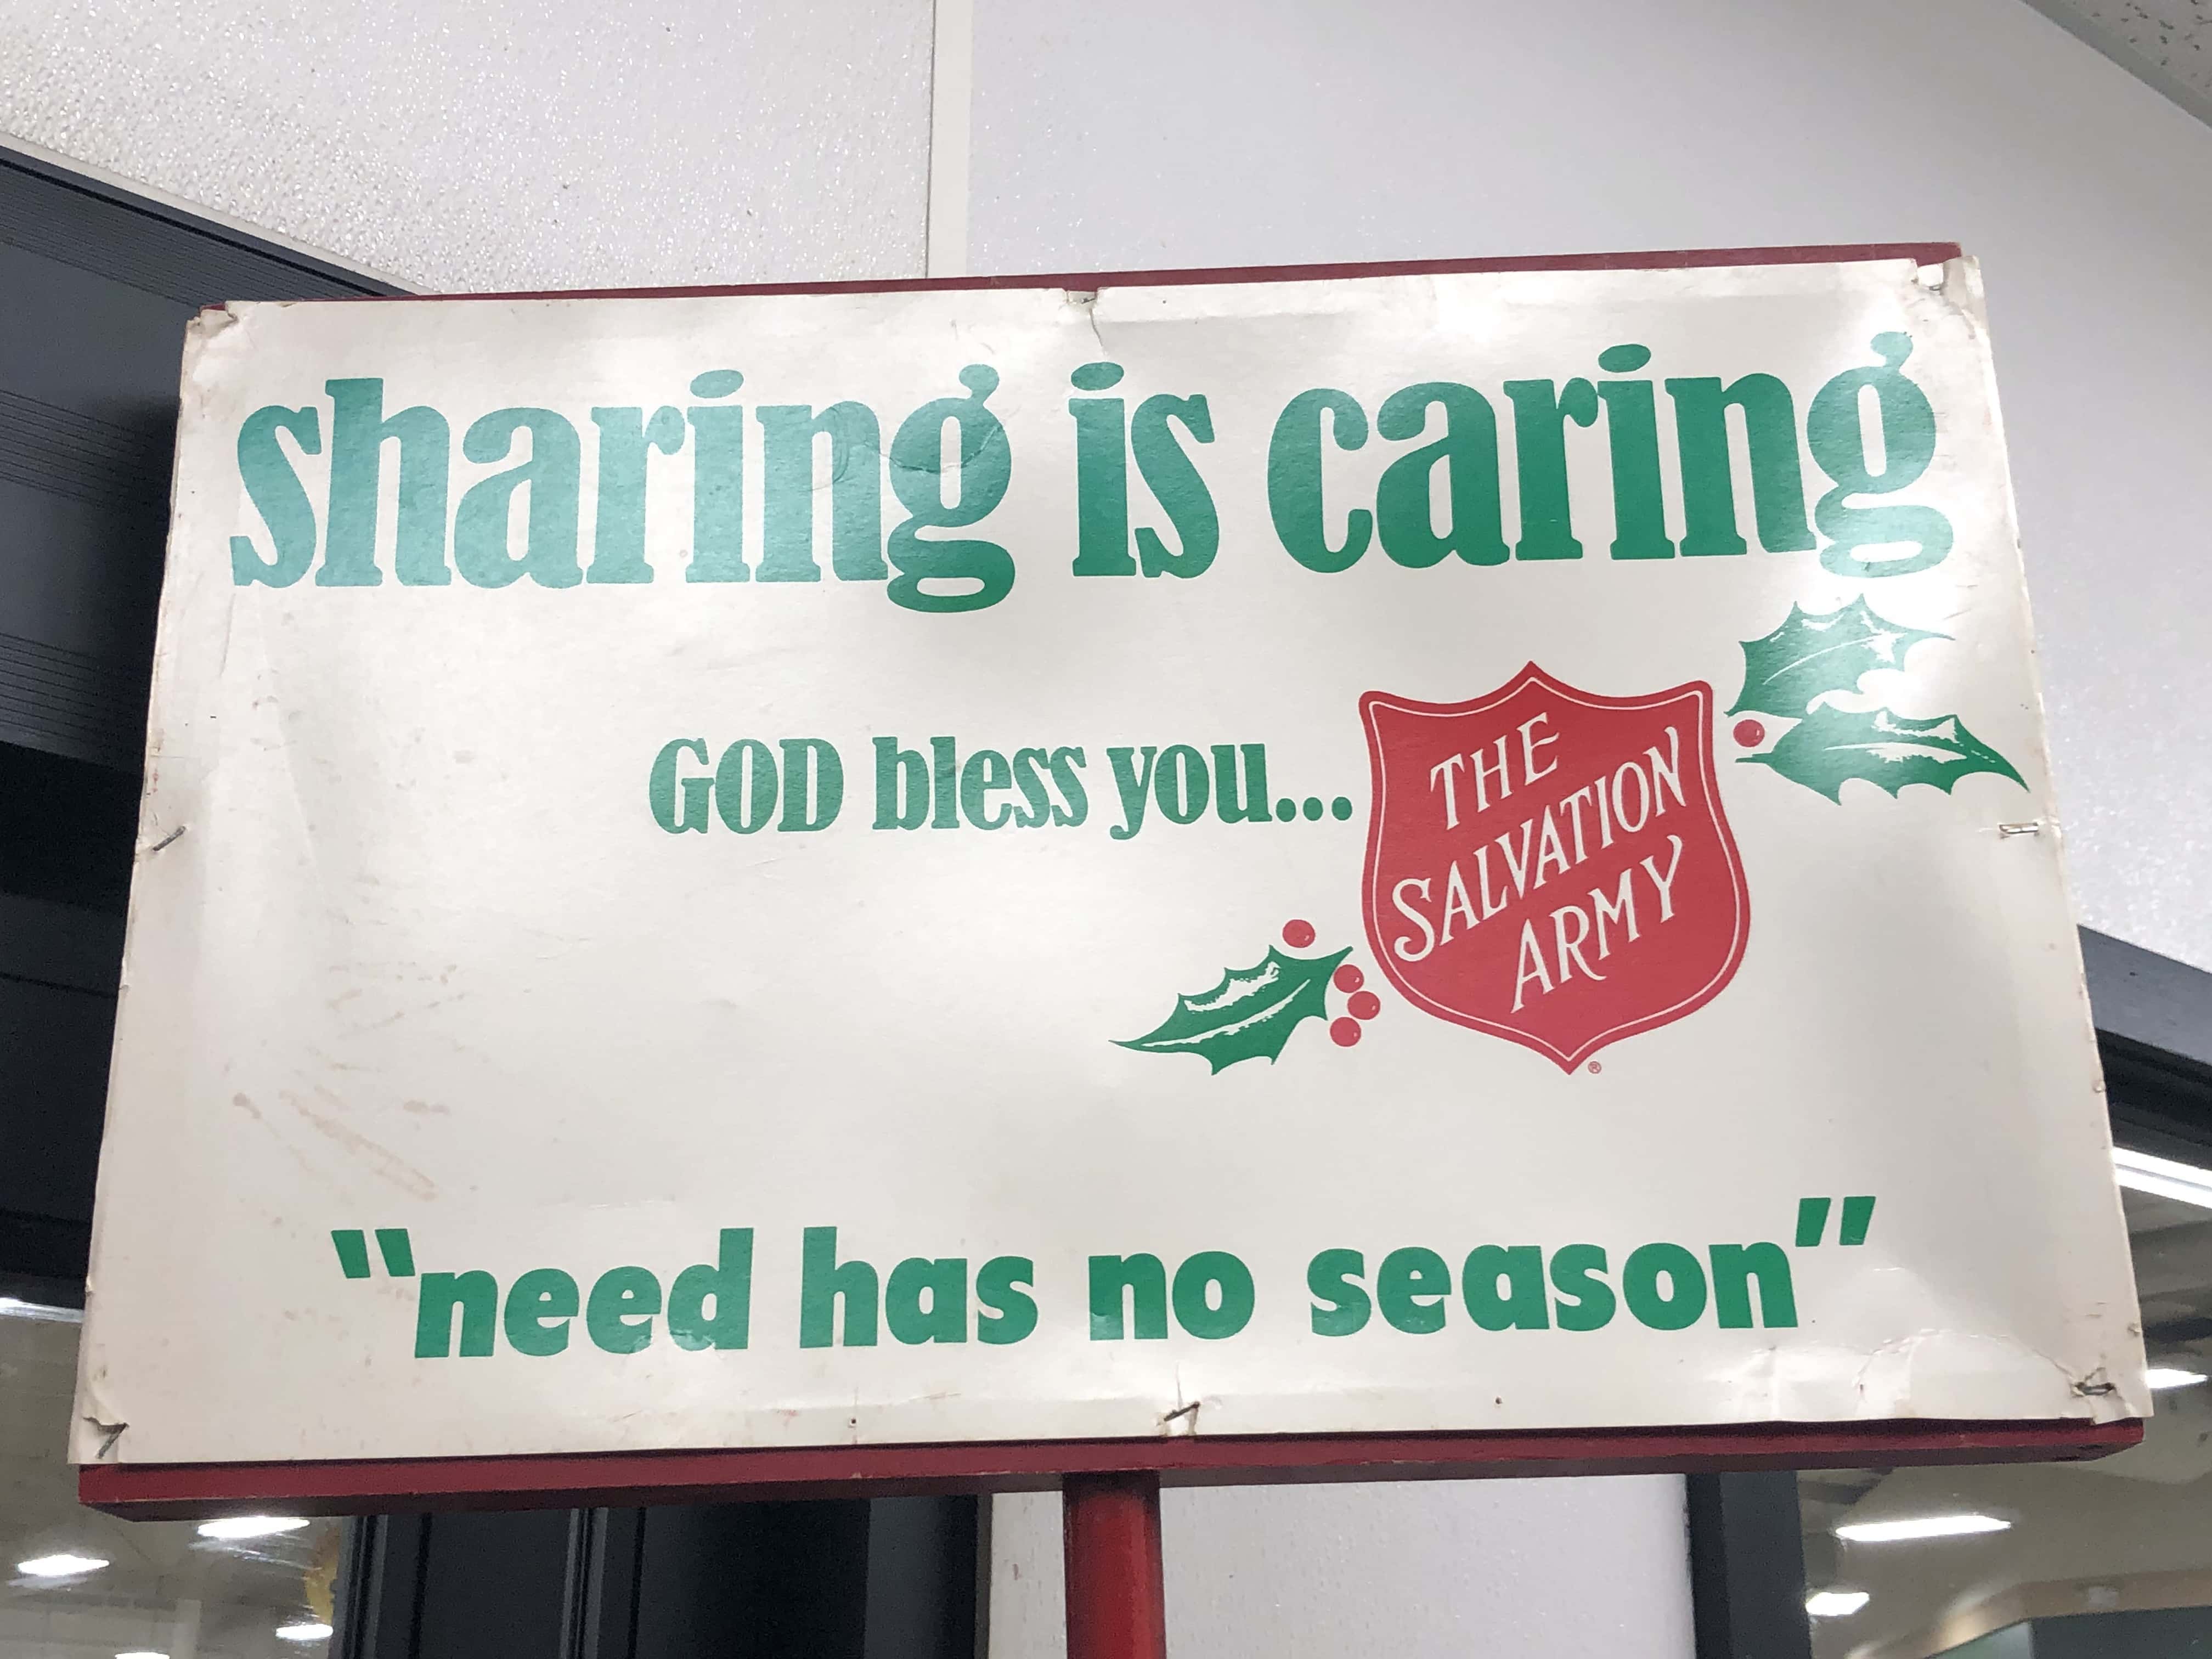 sharing is caring
GOD bless you...
THE
SALVATION
ARMY
®
"need has no season"